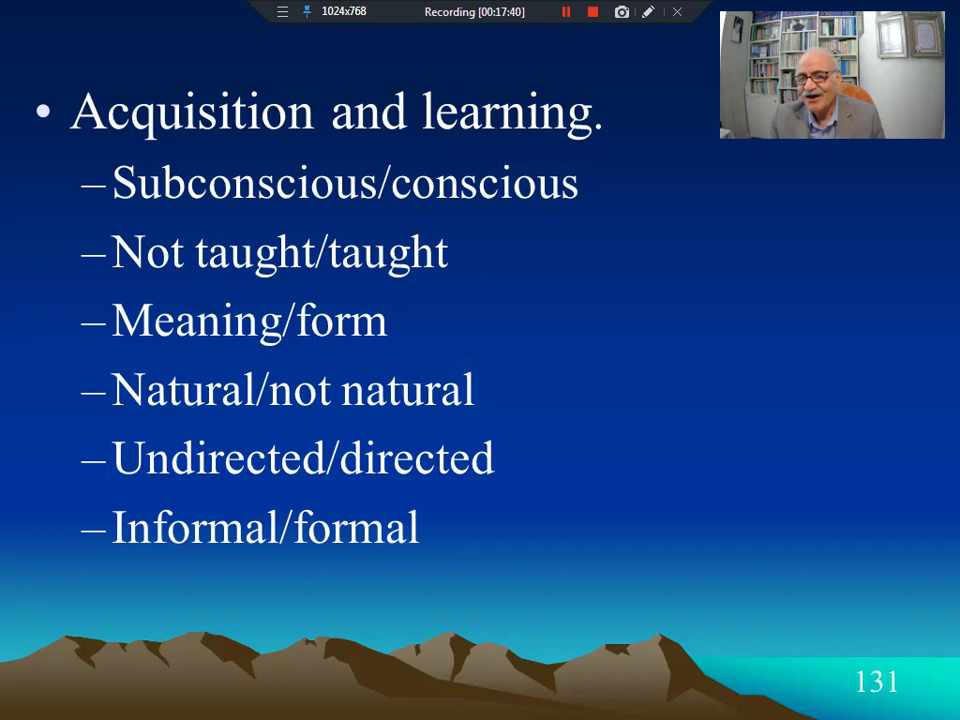 1024x768
Recording [00:17:40]
• Acquisition and learning.
– Subconscious/conscious
– Not taught/taught
– Meaning/form
– Natural/not natural
– Undirected/directed
– Informal/formal
131